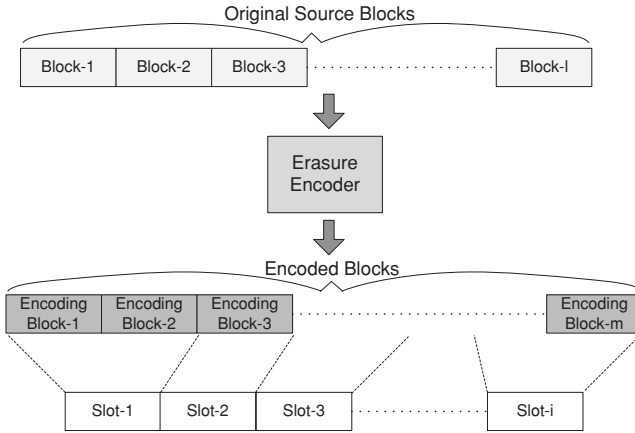 Original Source Blocks
Block-1 Block-2 Block-3 Block-l
Erasure
Encoder
Encoded Blocks
Encoding Encoding Encoding Encoding
Block-1 Block-2 Block-3 Block-m
Slot-1 Slot-2 Slot-3 Slot-i